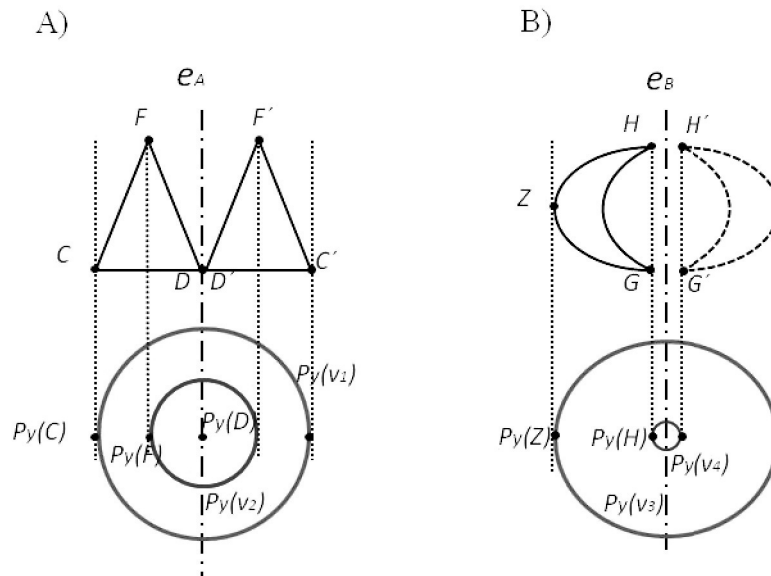 A) B)
eA eB
F F´ H H´
Z
C D D´ C´ G G´
Py(v1)
Py(C) Py(F) Py(D) Py(Z) Py(H) Py(v4)
Py(v2) Py(v3)